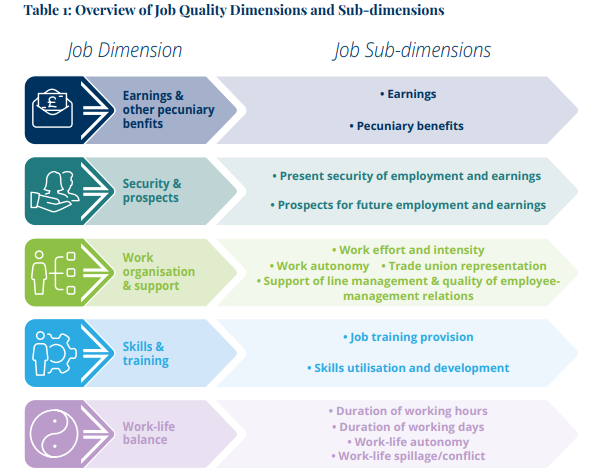 Table 1: Overview of Job Quality Dimensions and Sub-dimensions
Job Dimension
Job Sub-dimensions
£
Earnings &
other pecuniary
benfits
• Earnings
• Pecuniary benefits
Security &
prospects
• Present security of employment and earnings
• Prospects for future employment and earnings
Work
organisation
& support
• Work effort and intensity
• Work autonomy • Trade union representation
• Support of line management & quality of employee-
management relations
Skills &
training
• Job training provision
• Skills utilisation and development
Work-life
balance
• Duration of working hours
• Duration of working days
• Work-life autonomy
• Work-life spillage/conflict